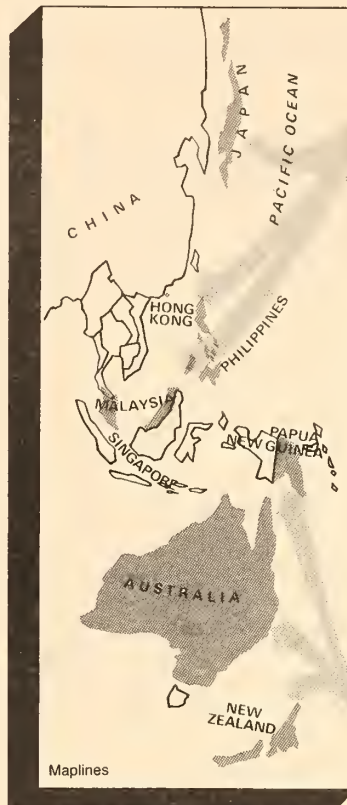 JAPAN
PACIFIC OCEAN
CHINA
HONG
KONG
PHILIPPINES
MALAYSIA
SINGAPORE
PAPUA
NEW GUINEA
AUSTRALIA
NEW
ZEALAND
Maplines